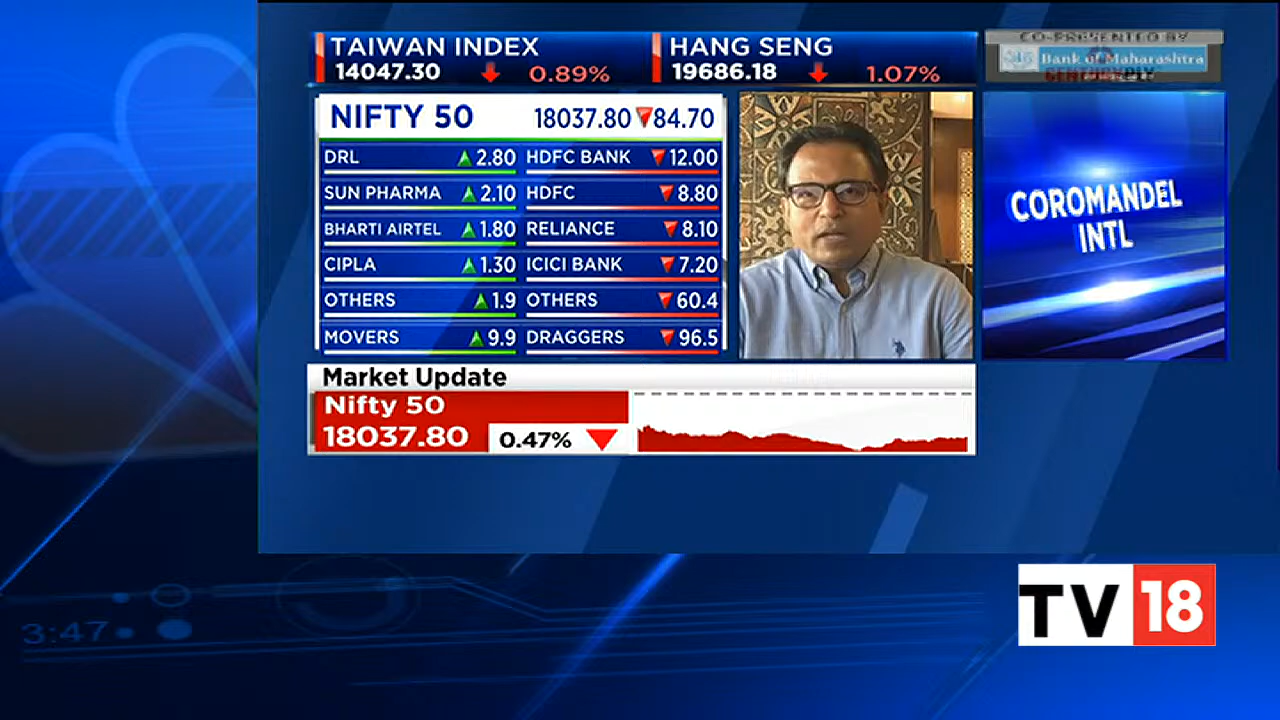 TAIWAN INDEX
14047.30 0.89%
HANG SENG
19686.18 1.07%
CO-PRESENTED BY
Bank of Maharashtra
NIFTY 50 18037.80 84.70
DRL 2.80 HDFC BANK 12.00
SUN PHARMA 2.10 HDFC 8.80
BHARTI AIRTEL 1.80 RELIANCE 8.10
CIPLA 1.30 ICICI BANK 7.20
OTHERS 1.9 OTHERS 60.4
MOVERS 9.9 DRAGGERS 96.5
COROMANDEL
INTL
Market Update
Nifty 50
18037.80 0.47%
TV18
3:47